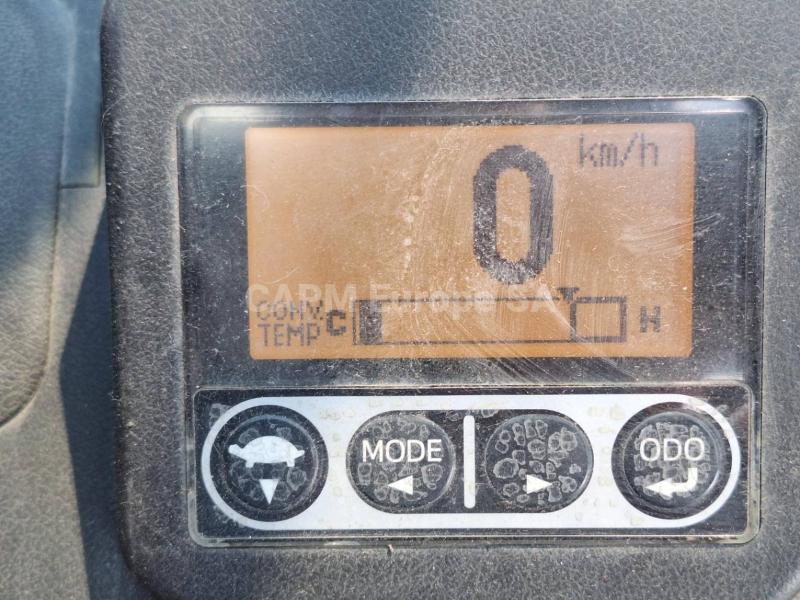 0 km/h
CARM Europe SA
CONV. TEMP C H
MODE ODO